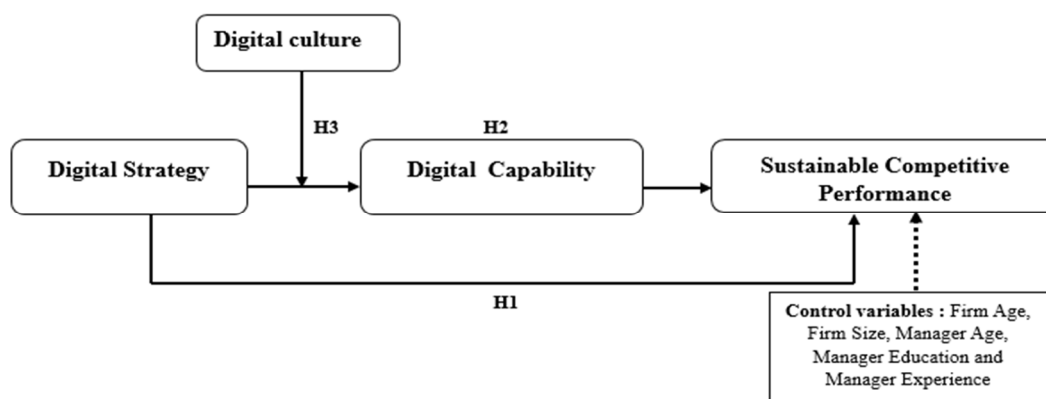 Digital culture
H3
H2
Digital Strategy
Digital Capability
Sustainable Competitive
Performance
H1
Control variables : Firm Age,
Firm Size, Manager Age,
Manager Education and
Manager Experience